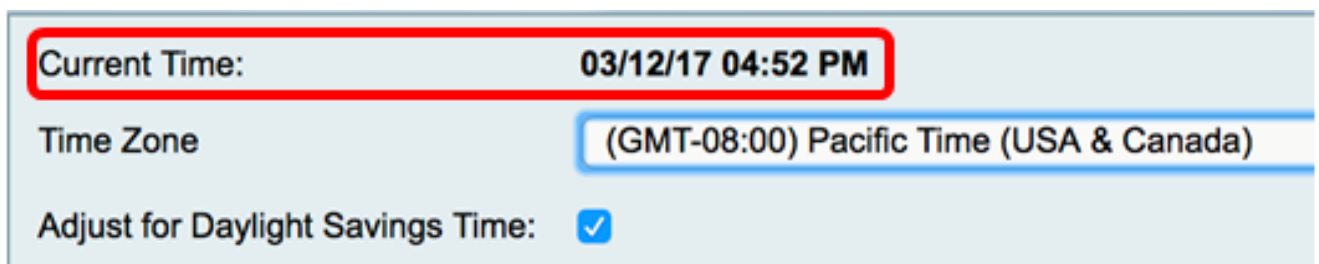 Current Time: 03/12/17 04:52 PM
Time Zone (GMT-08:00) Pacific Time (USA & Canada)
Adjust for Daylight Savings Time: